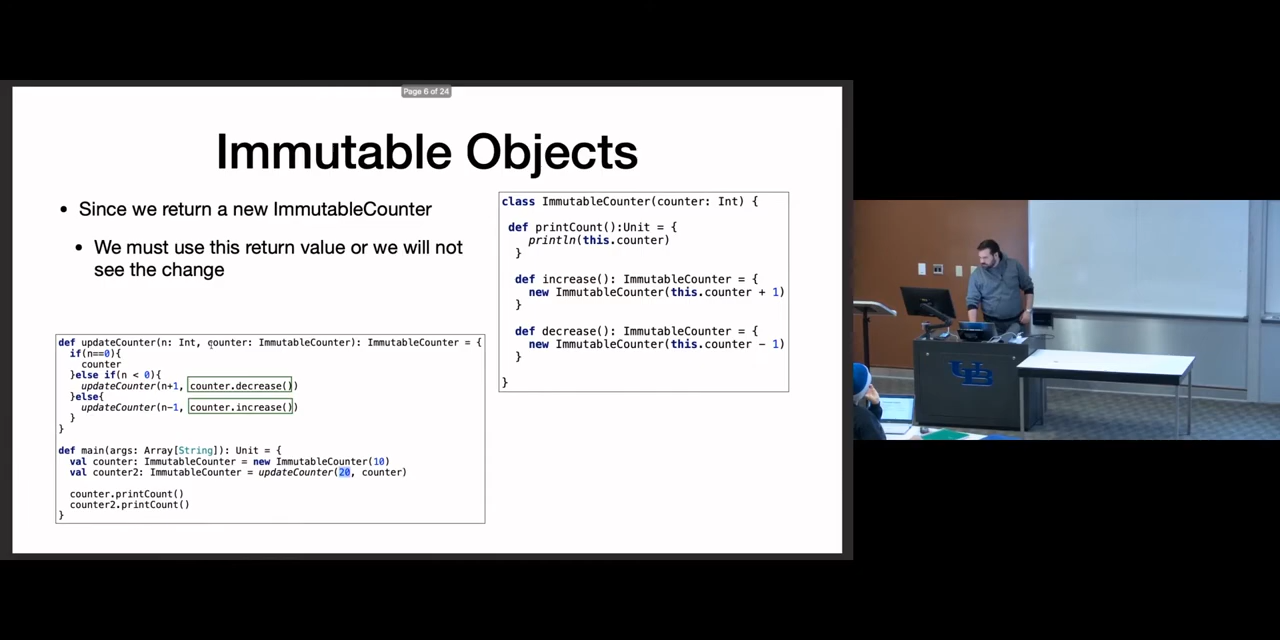 Page 6 of 24
Immutable Objects
• Since we return a new ImmutableCounter
• We must use this return value or we will not
see the change
class ImmutableCounter(counter: Int) {
def printCount():Unit = {
println(this.counter)
}
def increase(): ImmutableCounter = {
new ImmutableCounter(this.counter + 1)
}
def decrease(): ImmutableCounter = {
new ImmutableCounter(this.counter - 1)
}
}
def updateCounter(n: Int, counter: ImmutableCounter): ImmutableCounter = {
if(n==0){
counter
}else if(n < 0){
updateCounter(n+1, counter.decrease())
}else{
updateCounter(n-1, counter.increase())
}
}
def main(args: Array[String]): Unit = {
val counter: ImmutableCounter = new ImmutableCounter(10)
val counter2: ImmutableCounter = updateCounter(20, counter)
counter.printCount()
counter2.printCount()
}
UB